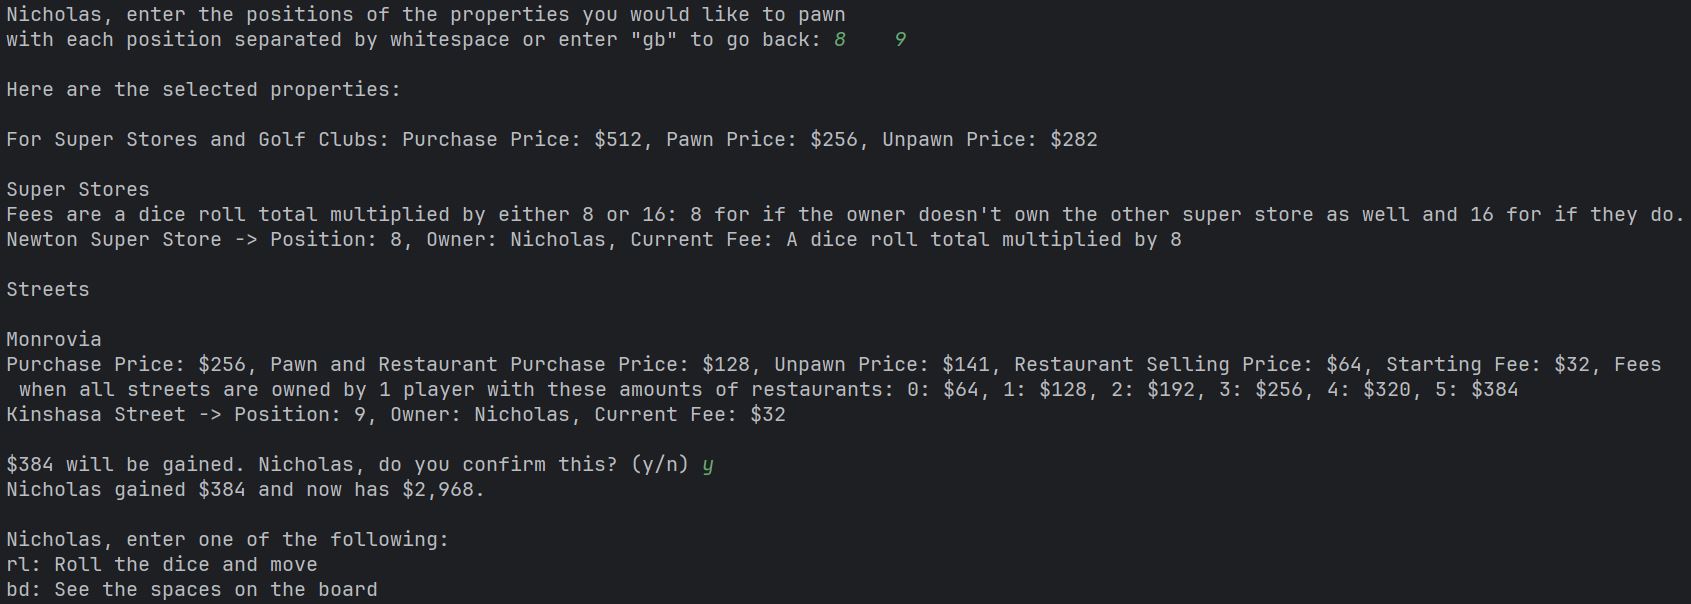 Nicholas, enter the positions of the properties you would like to pawn
with each position separated by whitespace or enter "gb" to go back: 8    9
Here are the selected properties:
For Super Stores and Golf Clubs: Purchase Price: $512, Pawn Price: $256, Unpawn Price: $282
Super Stores
Fees are a dice roll total multiplied by either 8 or 16: 8 for if the owner doesn't own the other super store as well and 16 for if they do.
Newton Super Store -> Position: 8, Owner: Nicholas, Current Fee: A dice roll total multiplied by 8
Streets
Monrovia
Purchase Price: $256, Pawn and Restaurant Purchase Price: $128, Unpawn Price: $141, Restaurant Selling Price: $64, Starting Fee: $32, Fees
 when all streets are owned by 1 player with these amounts of restaurants: 0: $64, 1: $128, 2: $192, 3: $256, 4: $320, 5: $384
Kinshasa Street -> Position: 9, Owner: Nicholas, Current Fee: $32
$384 will be gained. Nicholas, do you confirm this? (y/n) y
Nicholas gained $384 and now has $2,968.
Nicholas, enter one of the following:
rl: Roll the dice and move
bd: See the spaces on the board